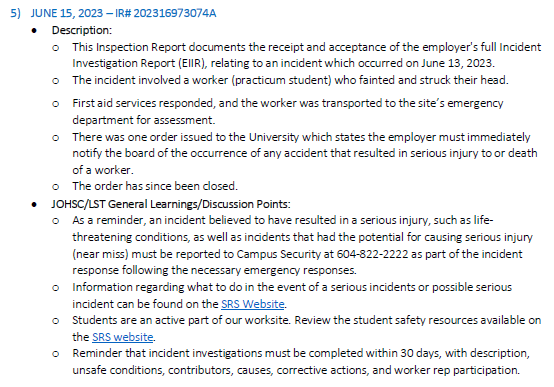 5) JUNE 15, 2023 – IR# 202316973074A
• Description:
o This Inspection Report documents the receipt and acceptance of the employer's full Incident
Investigation Report (EIIR), relating to an incident which occurred on June 13, 2023.
o The incident involved a worker (practicum student) who fainted and struck their head.
o First aid services responded, and the worker was transported to the site's emergency
department for assessment.
o There was one order issued to the University which states the employer must immediately
notify the board of the occurrence of any accident that resulted in serious injury to or death
of a worker.
o The order has since been closed.
• JOHSC/LST General Learnings/Discussion Points:
o As a reminder, an incident believed to have resulted in a serious injury, such as life-
threatening conditions, as well as incidents that had the potential for causing serious injury
(near miss) must be reported to Campus Security at 604-822-2222 as part of the incident
response following the necessary emergency responses.
o Information regarding what to do in the event of a serious incidents or possible serious
incident can be found on the SRS Website.
o Students are an active part of our worksite. Review the student safety resources available on
the SRS website.
o Reminder that incident investigations must be completed within 30 days, with description,
unsafe conditions, contributors, causes, corrective actions, and worker rep participation.